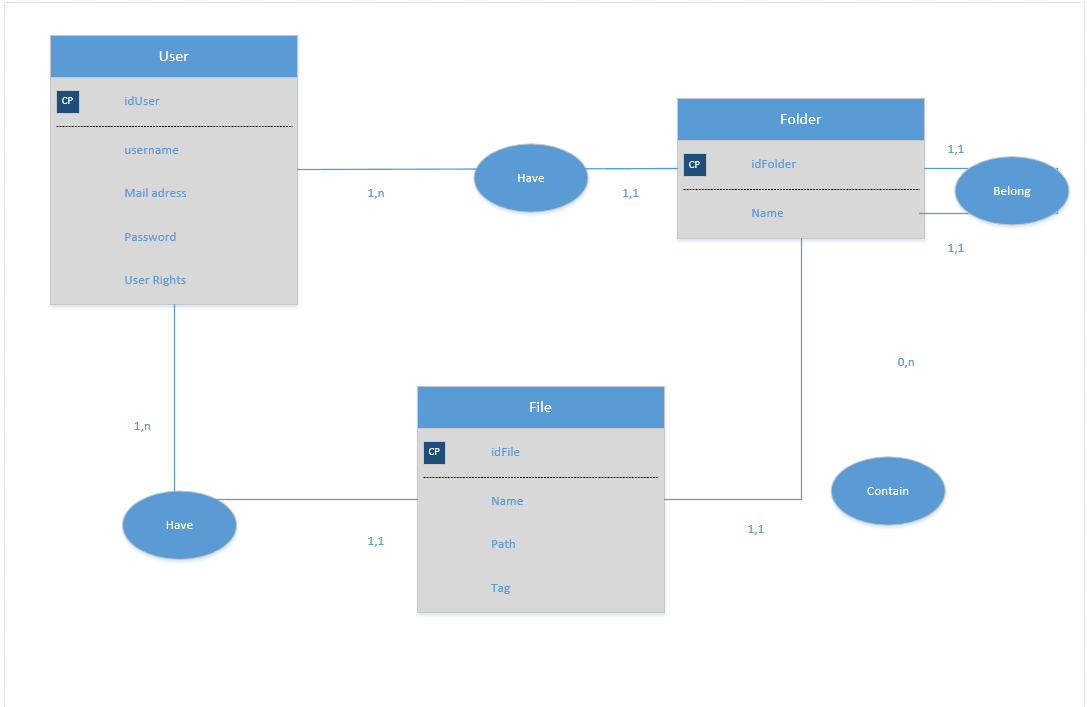 User
CP
idUser
username
Mail adress
Password
User Rights
1,n
Have
1,1
Folder
CP
idFolder
Name
1,1
Belong
1,1
0,n
Contain
1,1
File
CP
idFile
Name
Path
Tag
1,n
Have
1,1